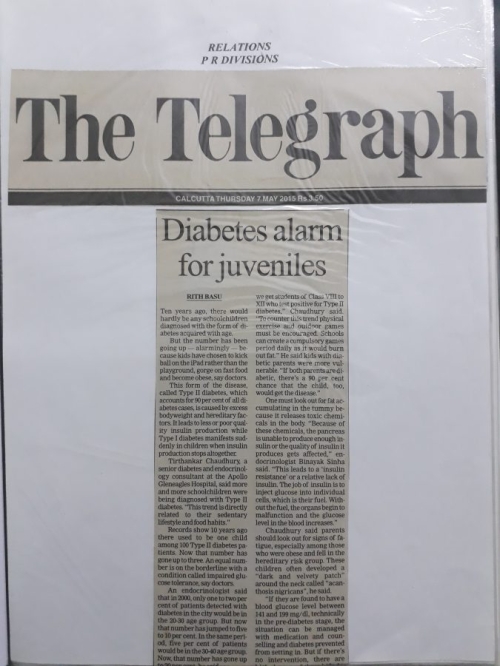 RELATIONS
P R DIVISIONS
The Telegraph
CALCUTTA THURSDAY 7 MAY 2015 Rs 3.50
Diabetes alarm
for juveniles
RITH BASU
Ten years ago, there would
hardly be any schoolchildren
diagnosed with the form of di-
abetes acquired with age.
But the number has been
going up — alarmingly — be-
cause kids have chosen to kick
ball on the iPad rather than the
playground, gorge on fast food
and become obese, say doctors.
This form of the disease,
called Type II diabetes, which
accounts for 90 per cent of all di-
abetes cases, is caused by excess
bodyweight and hereditary fac-
tors. It leads to less or poor qual-
ity insulin production while
Type I diabetes manifests sud-
denly in children when insulin
production stops altogether.
Tirthankar Chaudhury, a
senior diabetes and endocrinol-
ogy consultant at the Apollo
Gleneagles Hospital, said more
and more schoolchildren were
being diagnosed with Type II
diabetes. "This trend is directly
related to their sedentary
lifestyle and food habits."
Records show 10 years ago
there used to be one child
among 100 Type II diabetes pa-
tients. Now that number has
gone up to three. An equal num-
ber is on the borderline with a
condition called impaired glu-
cose tolerance, say doctors.
An endocrinologist said
that in 2000, only one to two per
cent of patients detected with
diabetes in the city would be in
the 20-30 age group. But now
that number has jumped to five
to 10 per cent. In the same peri-
od, five per cent of patients
would be in the 30-40 age group.
Now, that number has gone up
we get students of Class VIII to
XII who test positive for Type II
diabetes," Chaudhury said.
"To counter this trend physical
exercise and outdoor games
must be encouraged. Schools
can create a compulsory games
period daily as it would burn
out fat." He said kids with dia-
betic parents were more vul-
nerable. "If both parents are di-
abetic, there's a 90 per cent
chance that the child, too,
would get the disease."
One must look out for fat ac-
cumulating in the tummy be-
cause it releases toxic chemi-
cals in the body. "Because of
these chemicals, the pancreas
is unable to produce enough in-
sulin or the quality of insulin it
produces gets affected," en-
docrinologist Binayak Sinha
said. "This leads to a 'insulin
resistance' or a relative lack of
insulin. The job of insulin is to
inject glucose into individual
cells, which is their fuel. With-
out the fuel, the organs begin to
malfunction and the glucose
level in the blood increases."
Chaudhury said parents
should look out for signs of fa-
tigue, especially among those
who were obese and fell in the
hereditary risk group. These
children often developed a
"dark and velvety patch"
around the neck called "acan-
thosis nigricans", he said.
"If they are found to have a
blood glucose level between
141 and 199 mg/dl, technically
in the pre-diabetes stage, the
situation can be managed
with medication and coun-
selling and diabetes prevented
from setting in. But if there's
no intervention, there are